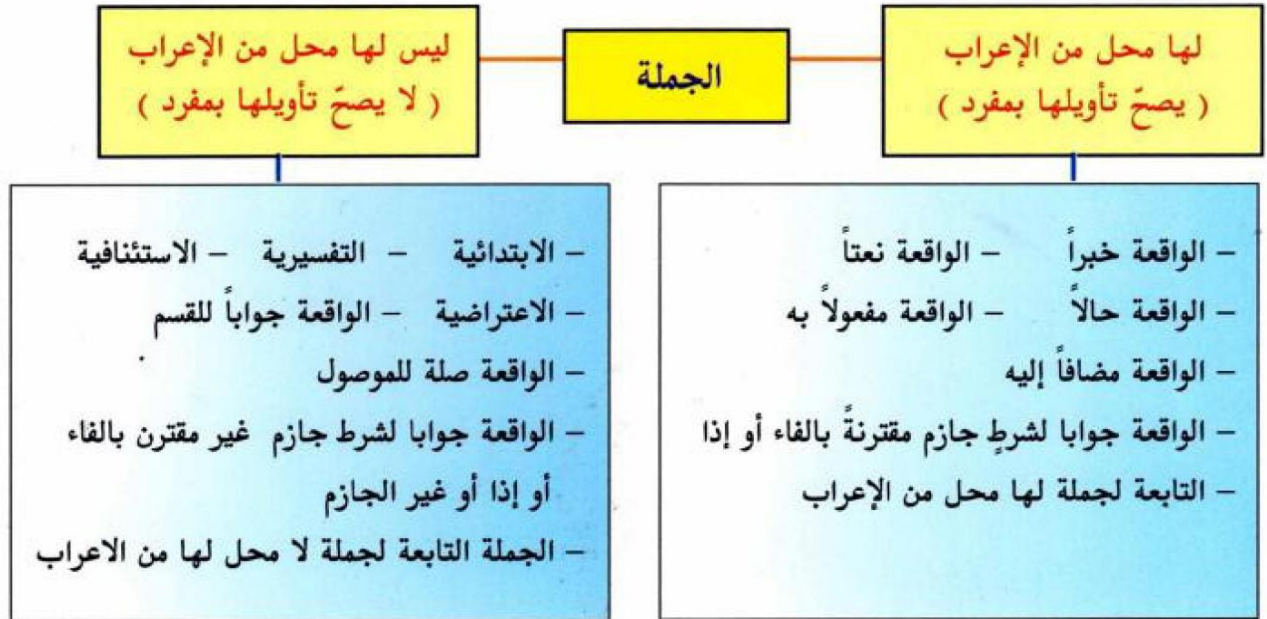 الجملة
لها محل من الإعراب
( يصحّ تأويلها بمفرد )
– الواقعة خبراً – الواقعة نعتاً
– الواقعة حالاً – الواقعة مفعولاً به
– الواقعة مضافاً إليه
– الواقعة جوابا لشرطٍ جازم مقترنةً بالفاء أو إذا
– التابعة لجملة لها محل من الإعراب
ليس لها محل من الإعراب
( لا يصحّ تأويلها بمفرد )
– الابتدائية – التفسيرية – الاستئنافية
– الاعتراضية – الواقعة جواباً للقسم
– الواقعة صلة للموصول
– الواقعة جوابا لشرط جازم غير مقترن بالفاء
أو إذا أو غير الجازم
– الجملة التابعة لجملة لا محل لها من الاعراب